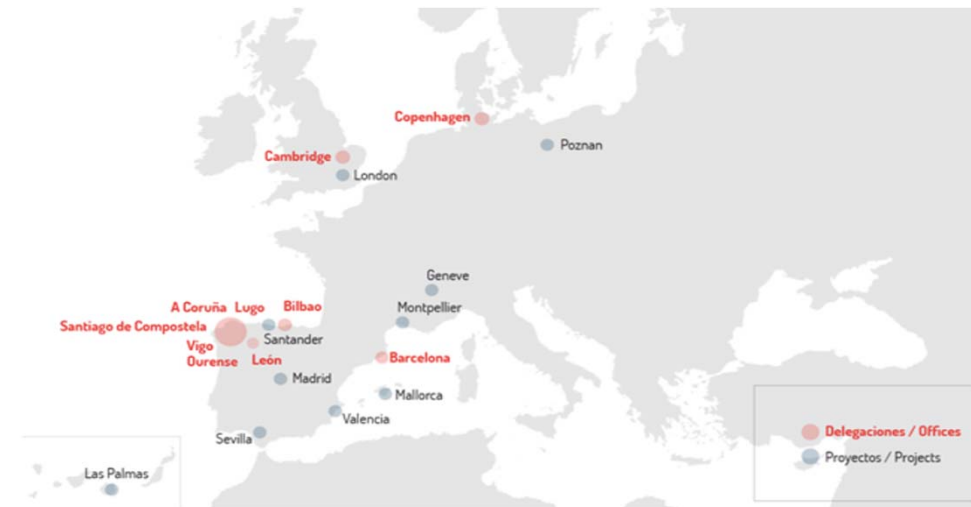 Copenhagen
Poznan
Cambridge
London
Geneve
Montpellier
A Coruña Lugo Bilbao
Santiago de Compostela
Santander
Vigo
Ourense León
Barcelona
Madrid
Mallorca
Valencia
Sevilla
Las Palmas
Delegaciones / Offices
Proyectos / Projects